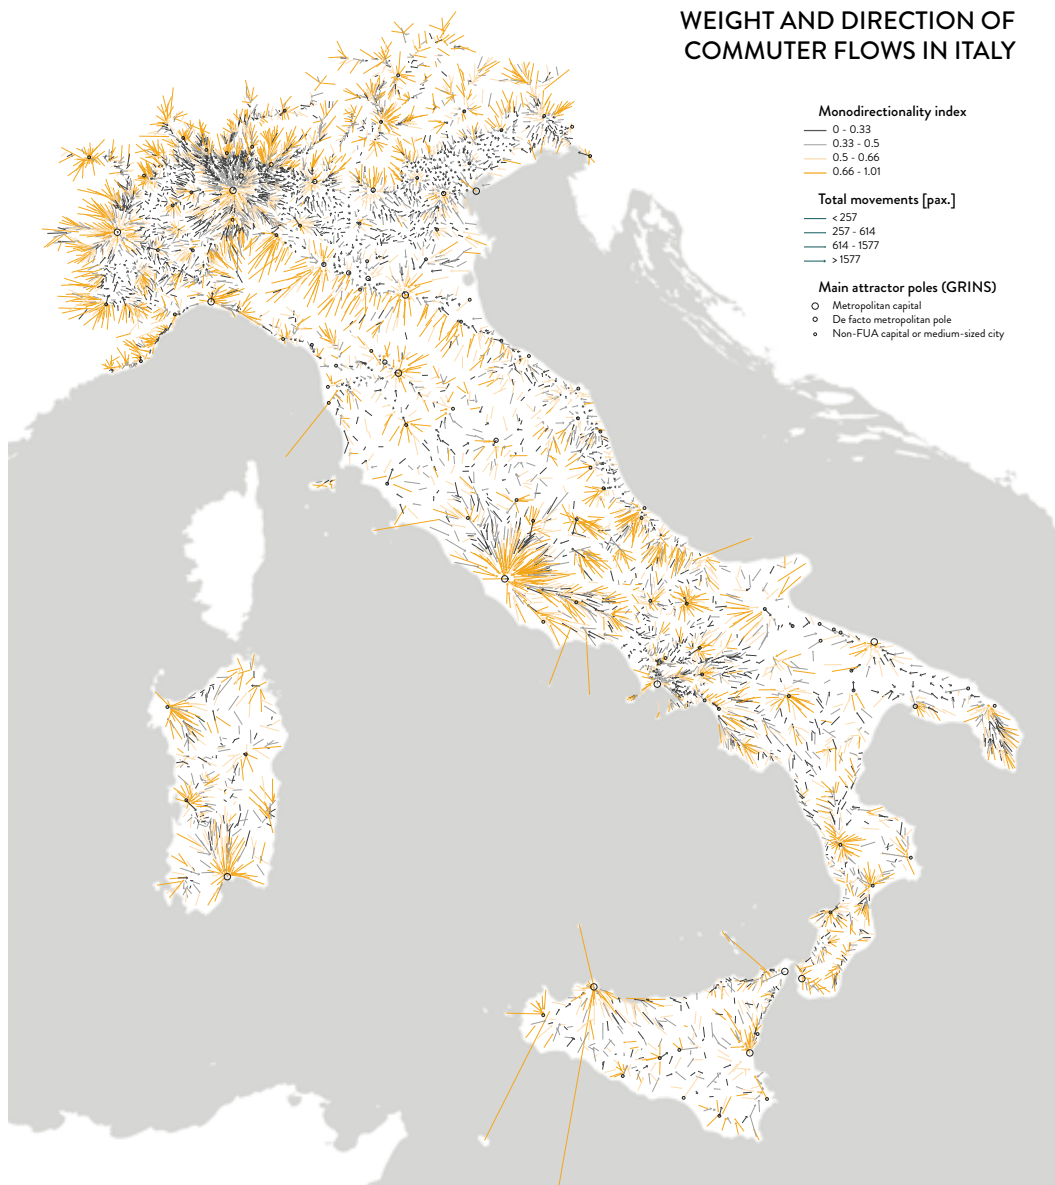 WEIGHT AND DIRECTION OF
COMMUTER FLOWS IN ITALY
Monodirectionality index
0 - 0.33
0.33 - 0.5
0.5 - 0.66
0.66 - 1.01
Total movements [pax.]
< 257
257 - 614
614 - 1577
> 1577
Main attractor poles (GRINS)
Metropolitan capital
De facto metropolitan pole
Non-FUA capital or medium-sized city